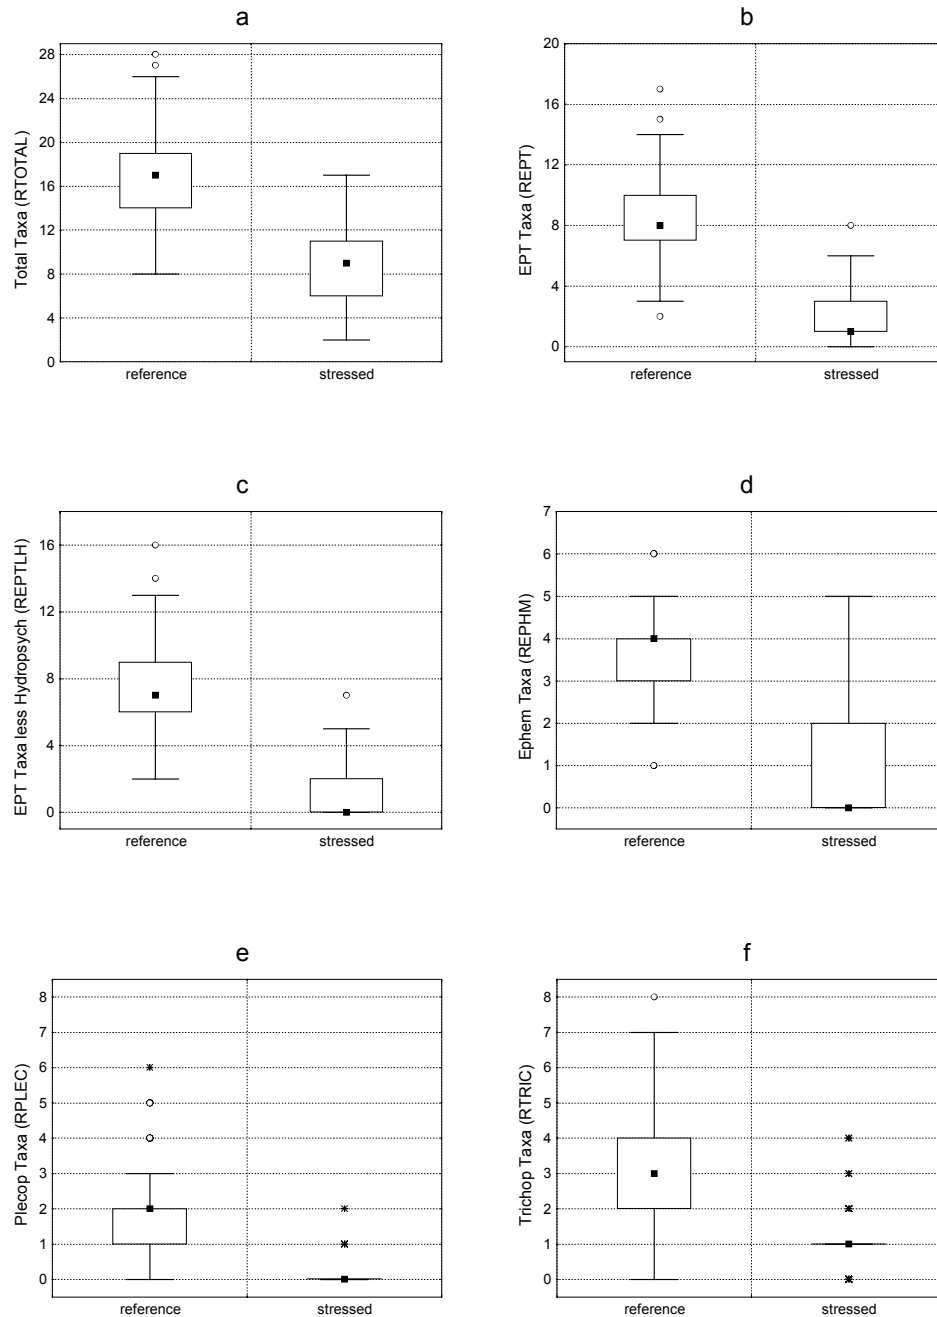 a
Total Taxa (RTOTAL)
28
24
20
16
12
8
4
0
reference stressed
b
EPT Taxa (REPT)
20
16
12
8
4
0
reference stressed
c
EPT Taxa less Hydropsych (REPTLH)
16
12
8
4
0
reference stressed
d
Ephem Taxa (REPHM)
7
6
5
4
3
2
1
0
reference stressed
e
Plecop Taxa (RPLEC)
8
7
6
5
4
3
2
1
0
reference stressed
f
Trichop Taxa (RTRIC)
8
7
6
5
4
3
2
1
0
reference stressed